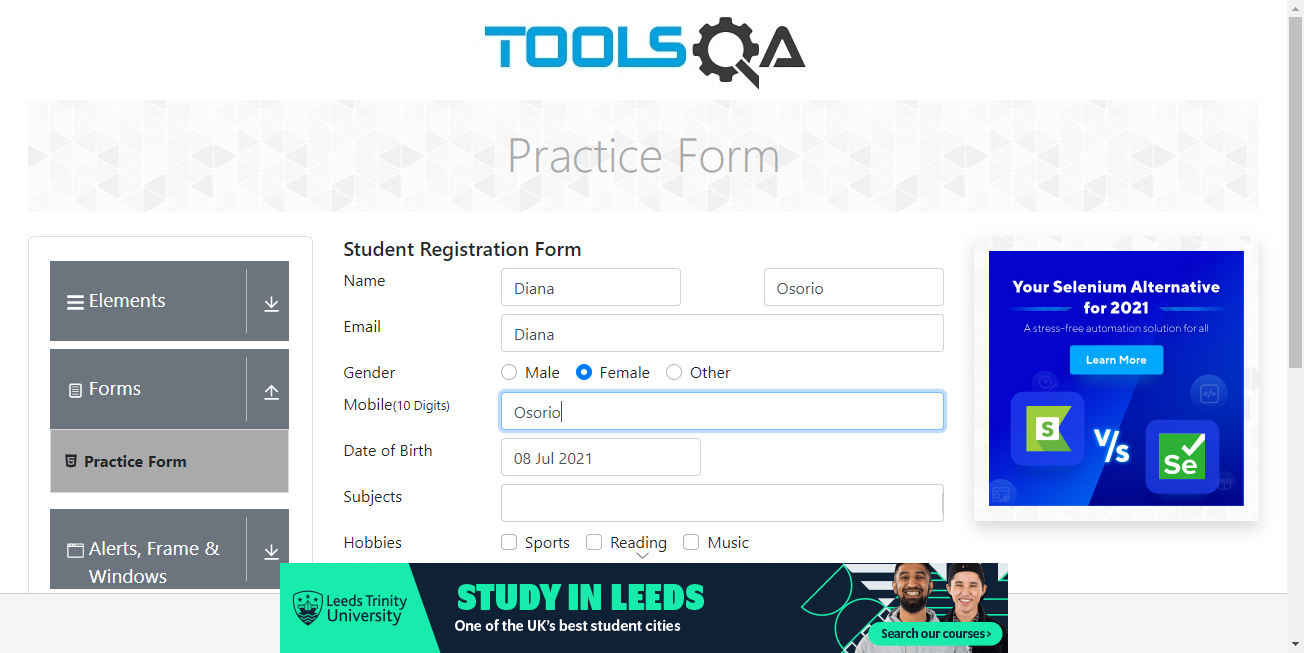 TOOLSQA
Practice Form
Elements
Forms
Practice Form
Alerts, Frame &
Windows
Student Registration Form
Name
Diana
Osorio
Email
Diana
Gender
Male
Female
Other
Mobile(10 Digits)
Osorio
Date of Birth
08 Jul 2021
Subjects
Hobbies
Sports
Reading
Music
Your Selenium Alternative
for 2021
A stress-free automation solution for all
Learn More
S
V/s
Se
Leeds Trinity
University
STUDY IN LEEDS
One of the UK's best student cities
Search our courses>